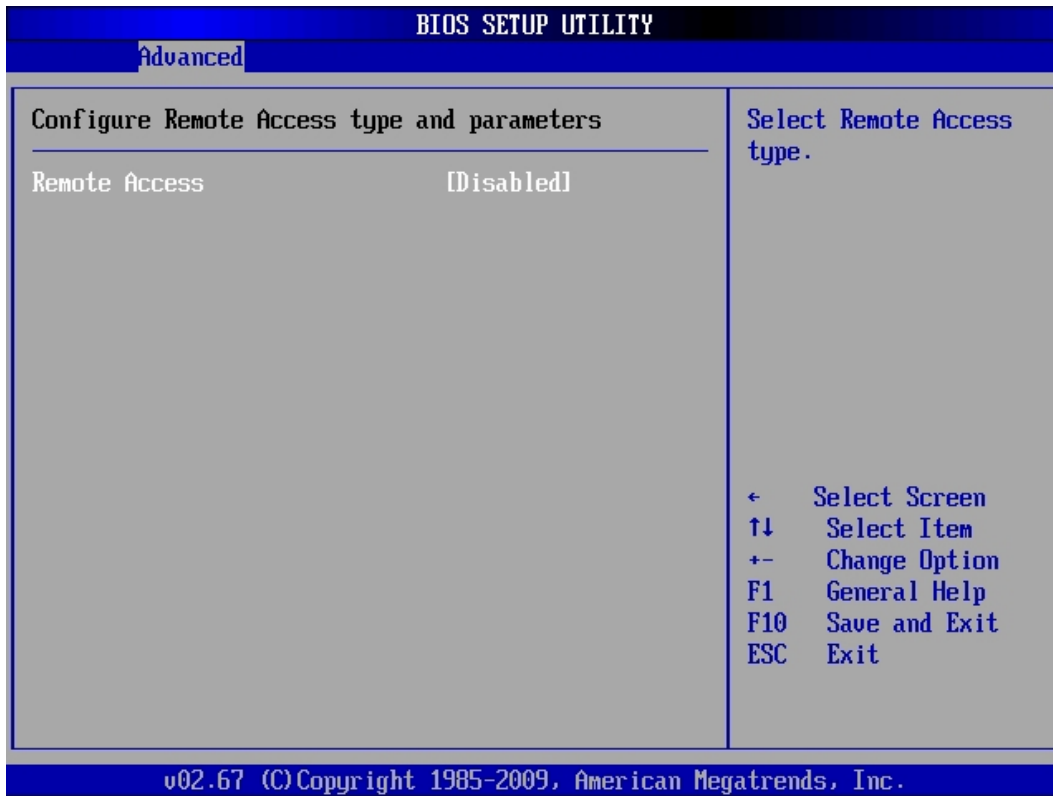 BIOS SETUP UTILITY
Advanced
Configure Remote Access type and parameters
Remote Access [Disabled]
Select Remote Access
type.
← Select Screen
↑↓ Select Item
+- Change Option
F1 General Help
F10 Save and Exit
ESC Exit
v02.67 (C)Copyright 1985-2009, American Megatrends, Inc.